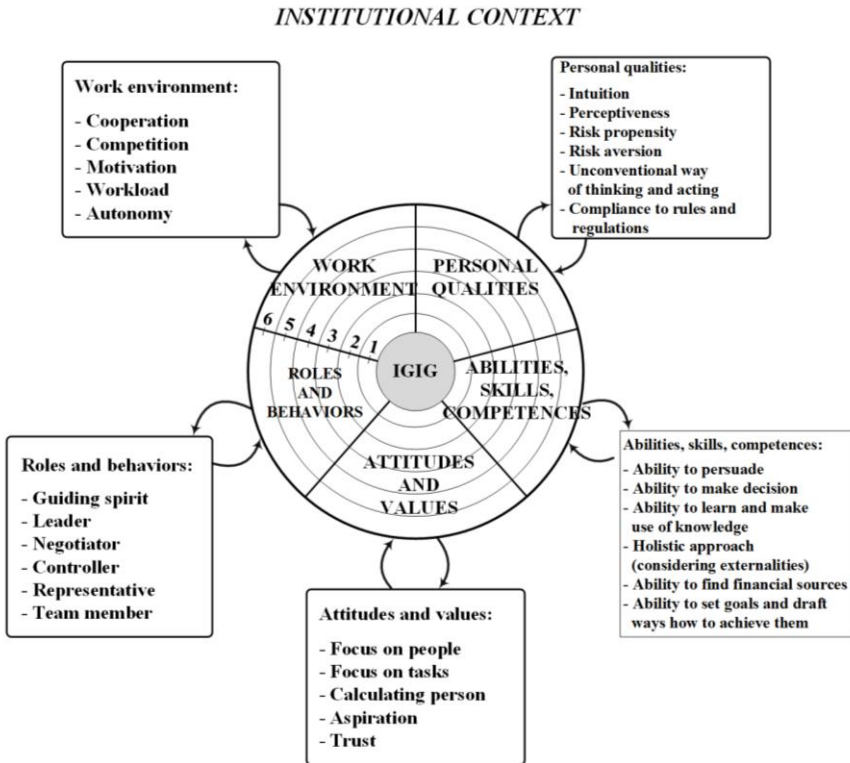 INSTITUTIONAL CONTEXT
Work environment:
- Cooperation
- Competition
- Motivation
- Workload
- Autonomy
Personal qualities:
- Intuition
- Perceptiveness
- Risk propensity
- Risk aversion
- Unconventional way
of thinking and acting
- Compliance to rules and
regulations
WORK
ENVIRONMENT
PERSONAL
QUALITIES
6 5 4 3 2 1
IGIG
ROLES
AND
BEHAVIORS
ABILITIES,
SKILLS,
COMPETENCES
ATTITUDES
AND
VALUES
Roles and behaviors:
- Guiding spirit
- Leader
- Negotiator
- Controller
- Representative
- Team member
Abilities, skills, competences:
- Ability to persuade
- Ability to make decision
- Ability to learn and make
use of knowledge
- Holistic approach
(considering externalities)
- Ability to find financial sources
- Ability to set goals and draft
ways how to achieve them
Attitudes and values:
- Focus on people
- Focus on tasks
- Calculating person
- Aspiration
- Trust